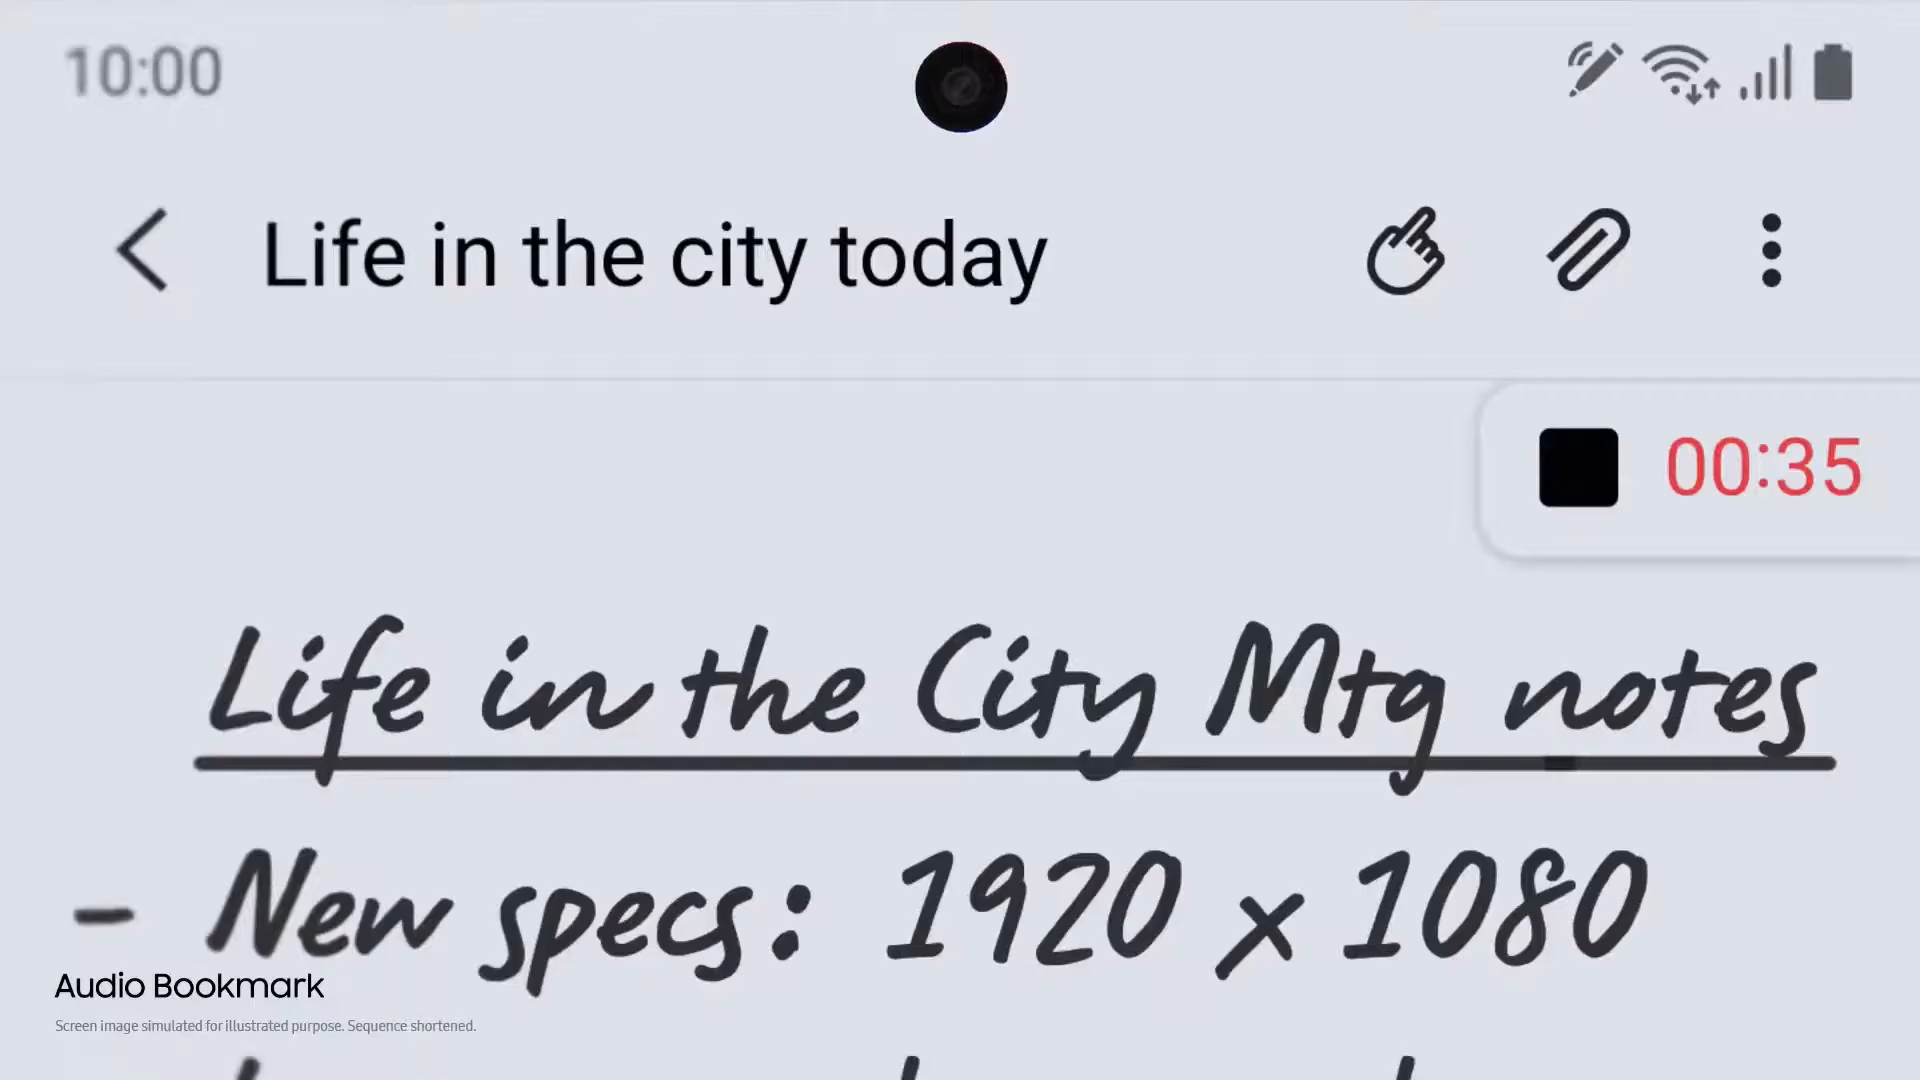 10:00
Life in the city today
00:35
Life in the City Mtg notes
- New specs: 1920 x 1080
Audio Bookmark
Screen image simulated for illustrated purpose. Sequence shortened.